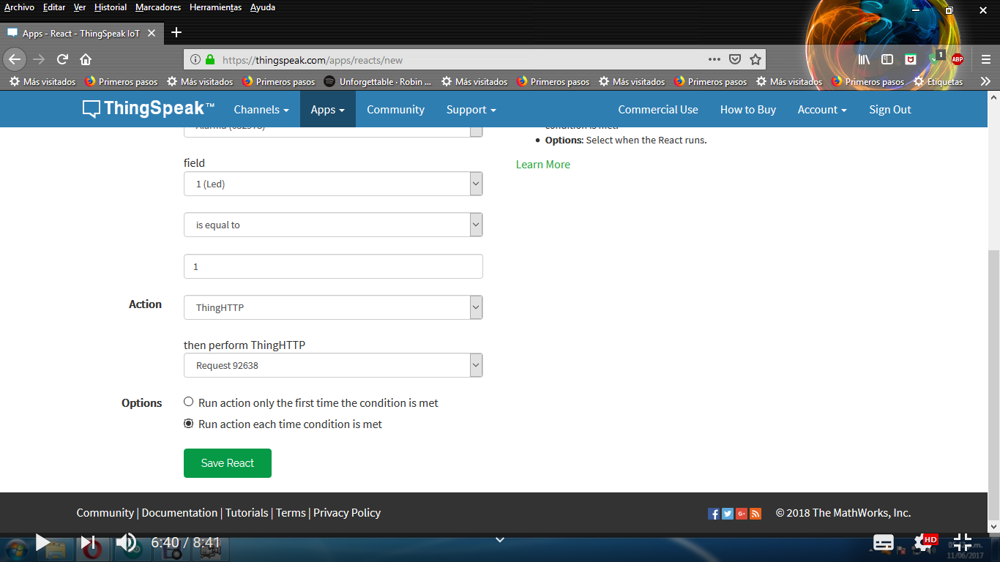 Archivo Editar Ver Historial Marcadores Herramientas Ayuda
Apps - React - ThingSpeak IoT
https://thingspeak.com/apps/reacts/new
1
ABP
Más visitados Primeros pasos Más visitados Primeros pasos Unforgettable · Robin ... Primeros pasos Más visitados Primeros pasos Más visitados Primeros pasos Etiquetas
ThingSpeak™ Channels Apps Community Support Commercial Use How to Buy Account Sign Out
condition is met.
Options: Select when the React runs.
Learn More
field
1 (Led)
is equal to
1
Action ThingHTTP
then perform ThingHTTP
Request 92638
Options Run action only the first time the condition is met
Run action each time condition is met
Save React
Community | Documentation | Tutorials | Terms | Privacy Policy © 2018 The MathWorks, Inc.
6:40 / 8:41 HD
11/06/2017